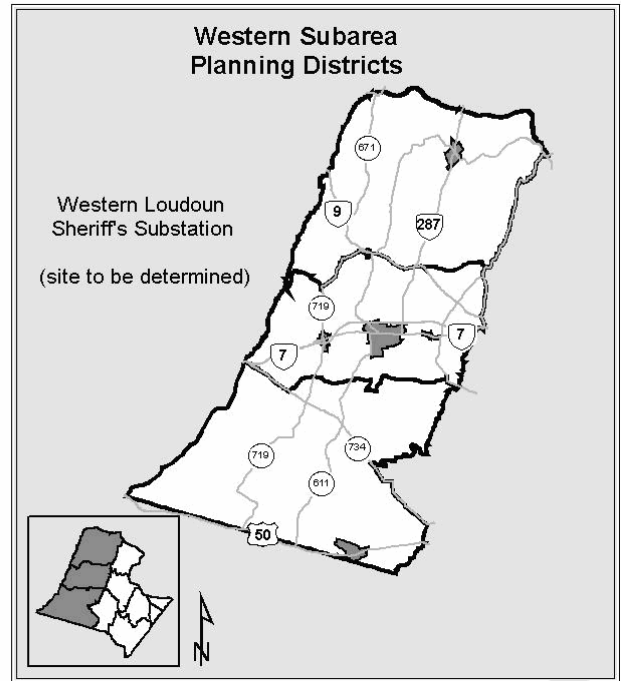 Western Subarea
Planning Districts
671
Western Loudoun
Sheriff's Substation
(site to be determined)
9
287
719
7
7
719
734
611
50
N